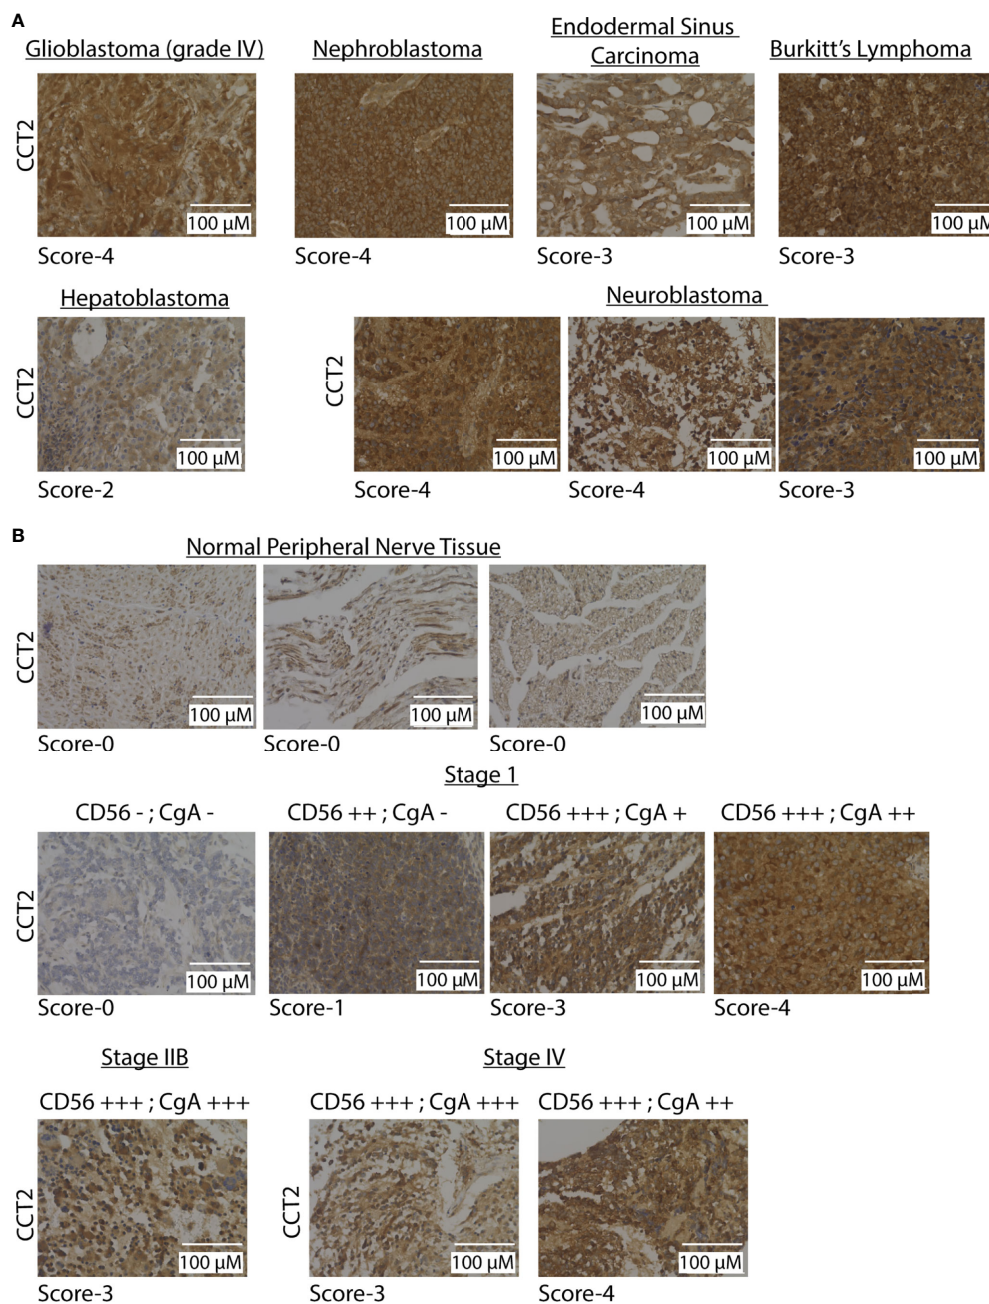 A
Glioblastoma (grade IV)
Nephroblastoma
Endodermal Sinus
Carcinoma
Burkitt's Lymphoma
CCT2
100 µM
100 µM
100 µM
100 µM
Score-4
Score-4
Score-3
Score-3
Hepatoblastoma
Neuroblastoma
CCT2
CCT2
100 µM
100 µM
100 µM
100 µM
Score-2
Score-4
Score-4
Score-3
B
Normal Peripheral Nerve Tissue
CCT2
100 µM
100 µM
100 µM
Score-0
Score-0
Score-0
Stage 1
CD56 - ; CgA -
CD56 ++ ; CgA -
CD56 +++ ; CgA +
CD56 +++ ; CgA ++
CCT2
100 µM
100 µM
100 µM
100 µM
Score-0
Score-1
Score-3
Score-4
Stage IIB
Stage IV
CD56 +++ ; CgA +++
CD56 +++ ; CgA +++
CD56 +++ ; CgA ++
CCT2
CCT2
100 µM
100 µM
100 µM
Score-3
Score-3
Score-4